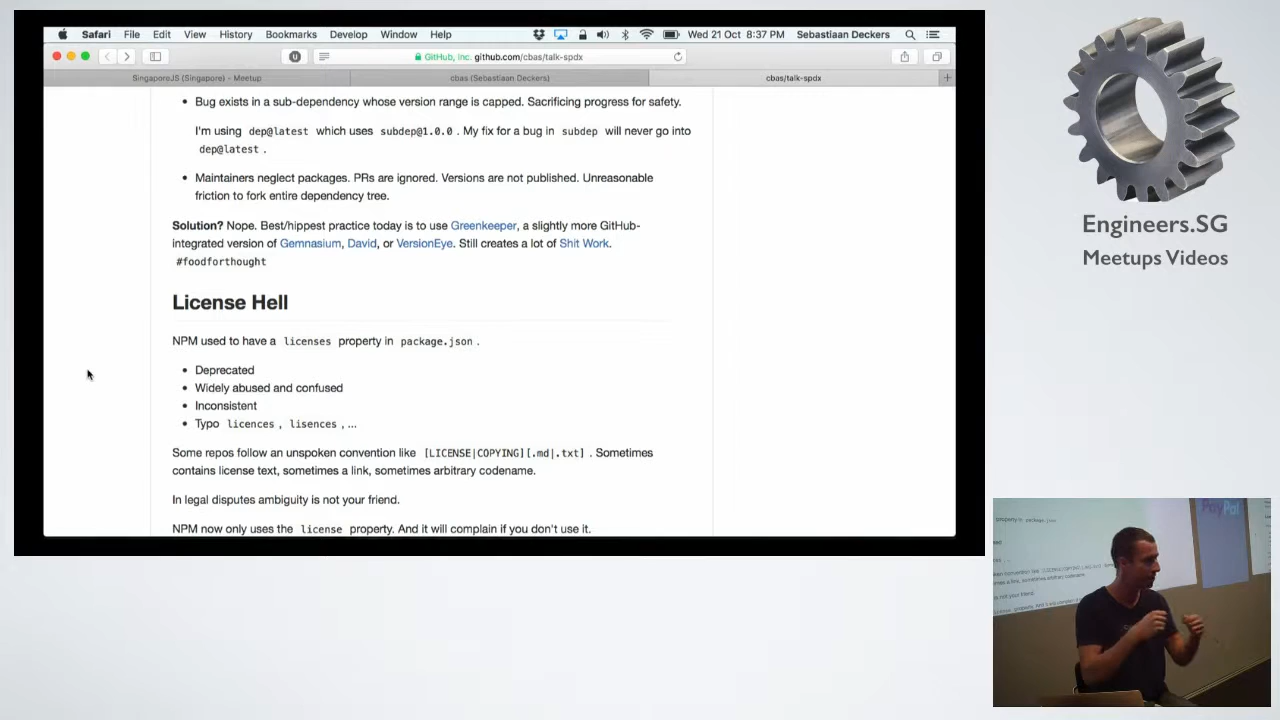 Safari File Edit View History Bookmarks Develop Window Help Wed 21 Oct 8:37 PM Sebastiaan Deckers
GitHub, Inc. github.com/cbas/talk-spdx
SingaporeJS (Singapore) - Meetup cbas (Sebastiaan Deckers) cbas/talk-spdx
• Bug exists in a sub-dependency whose version range is capped. Sacrificing progress for safety.
I'm using dep@latest which uses subdep@1.0.0 . My fix for a bug in subdep will never go into
dep@latest .
• Maintainers neglect packages. PRs are ignored. Versions are not published. Unreasonable
friction to fork entire dependency tree.
Solution? Nope. Best/hippest practice today is to use Greenkeeper, a slightly more GitHub-
integrated version of Gemnasium, David, or VersionEye. Still creates a lot of Shit Work.
#foodforthought
License Hell
NPM used to have a licenses property in package.json .
• Deprecated
• Widely abused and confused
• Inconsistent
• Typo licences , lisences , ...
Some repos follow an unspoken convention like [LICENSE|COPYING][.md|.txt] . Sometimes
contains license text, sometimes a link, sometimes arbitrary codename.
In legal disputes ambiguity is not your friend.
NPM now only uses the license property. And it will complain if you don't use it.
Engineers.SG
Meetups Videos
PayPal
property in package.json
is not your friend